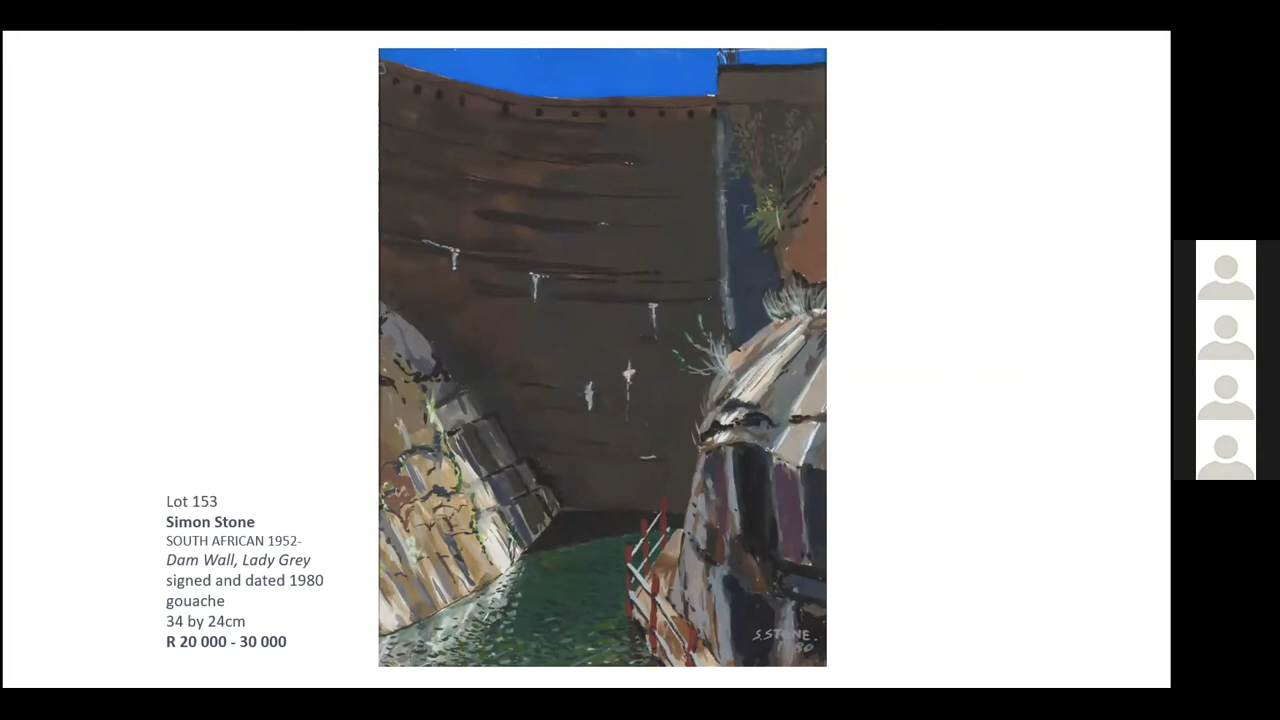 Lot 153
Simon Stone
SOUTH AFRICAN 1952-
Dam Wall, Lady Grey
signed and dated 1980
gouache
34 by 24cm
R 20 000 - 30 000
S.STONE.
1980